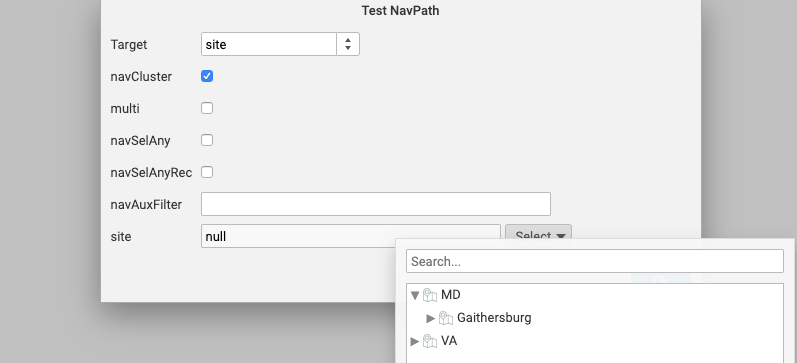 Test NavPath
Target site
navCluster
multi
navSelAny
navSelAnyRec
navAuxFilter
site null Select
Search...
MD
Gaithersburg
VA